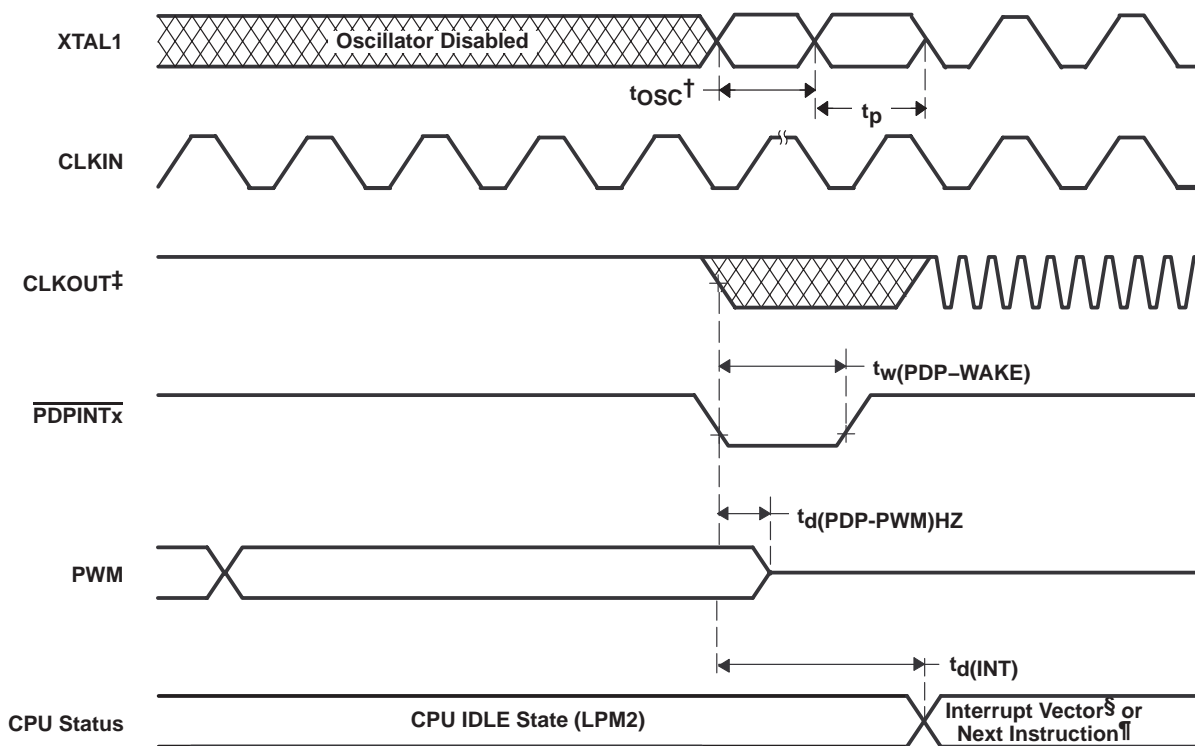 XTAL1
Oscillator Disabled
tOSC†
tp
CLKIN
CLKOUT‡
tw(PDP–WAKE)
PDPINTx
td(PDP-PWM)HZ
PWM
td(INT)
CPU Status
CPU IDLE State (LPM2)
Interrupt Vector§ or
Next Instruction¶